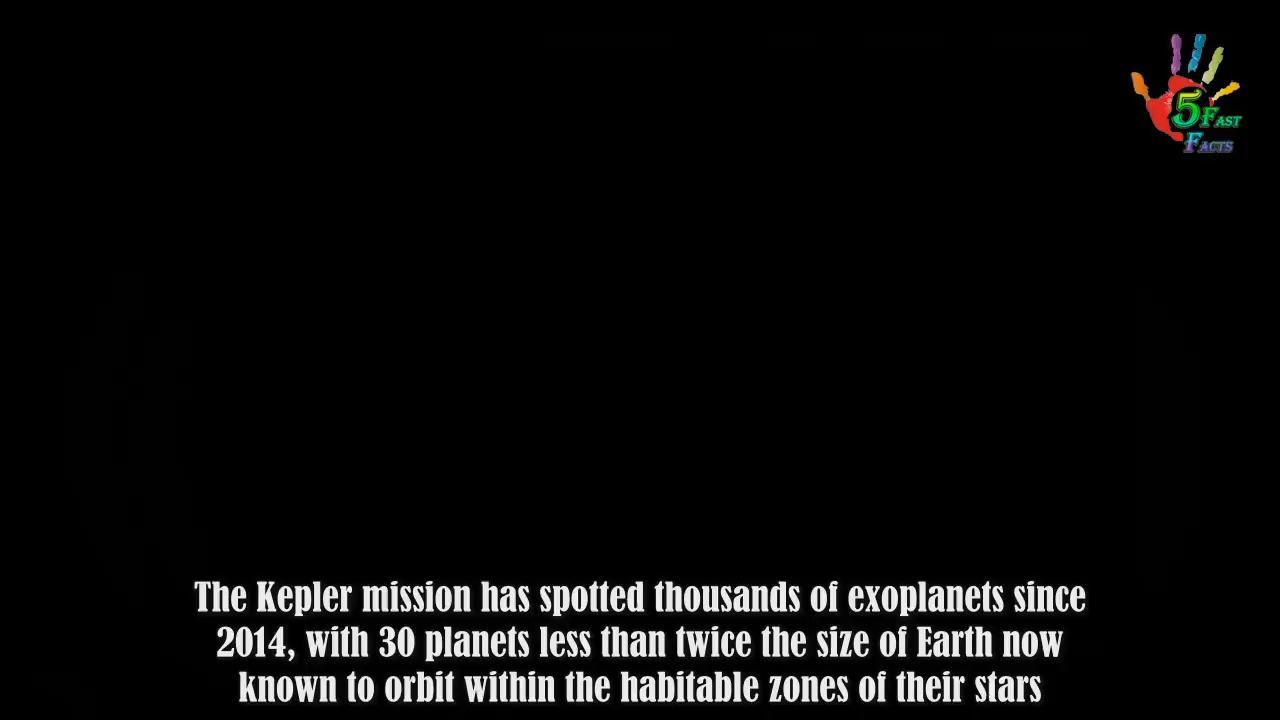 5 FAST
FACTS
The Kepler mission has spotted thousands of exoplanets since
2014, with 30 planets less than twice the size of Earth now
known to orbit within the habitable zones of their stars